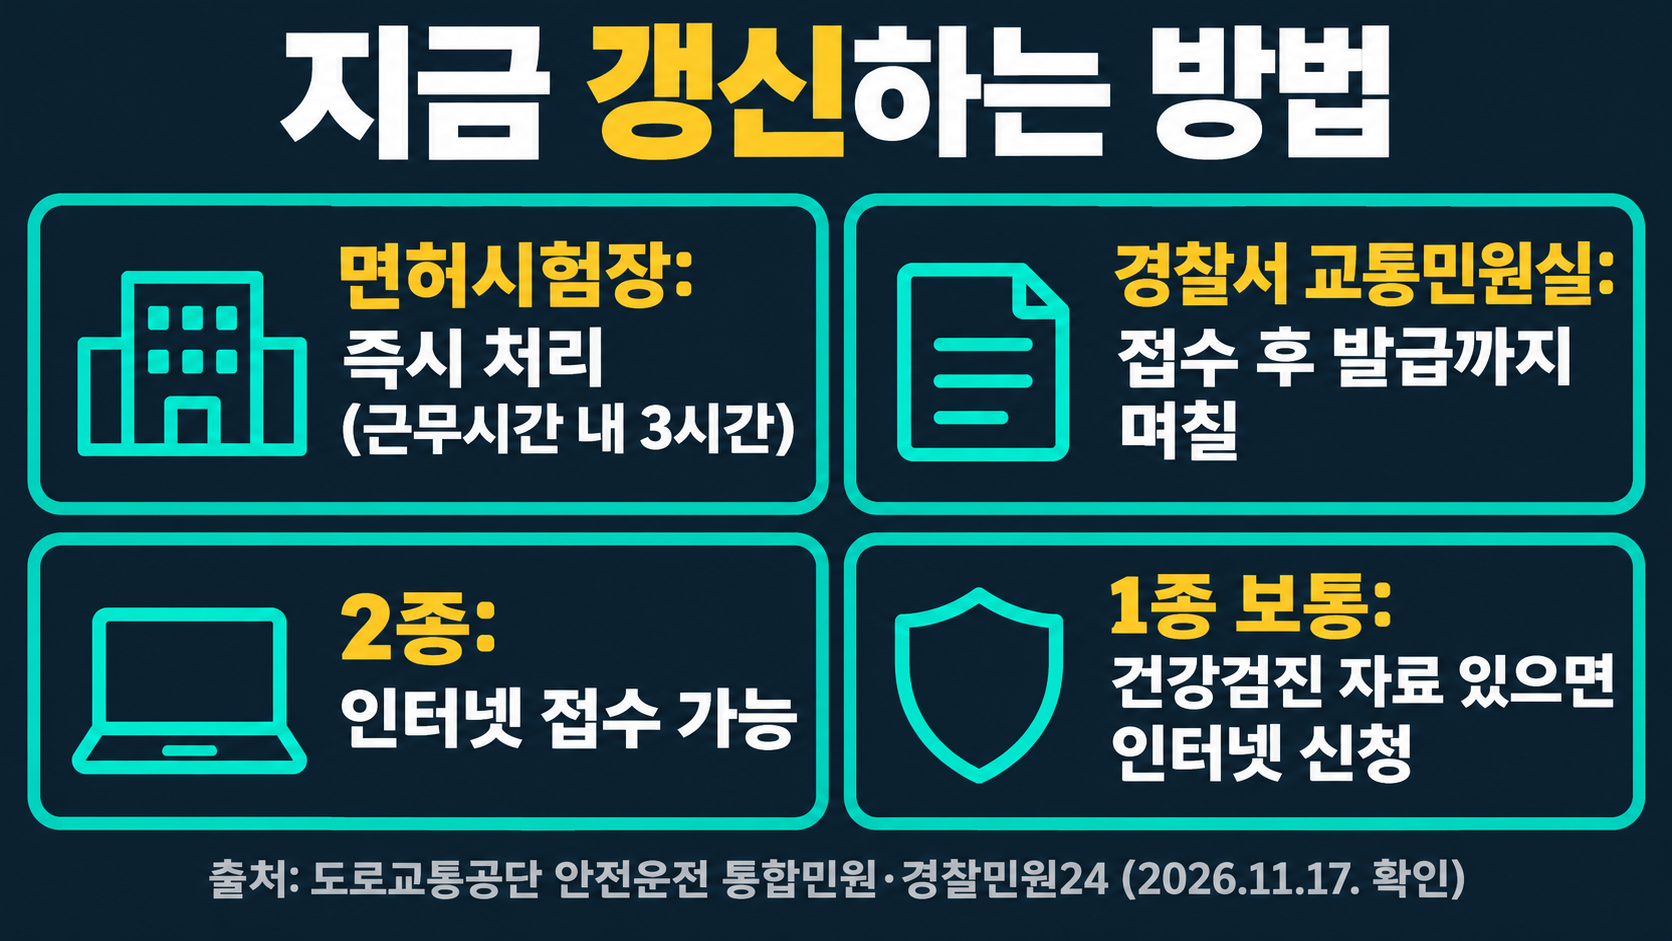 지금 갱신하는 방법
면허시험장:
즉시 처리
(근무시간 내 3시간)
경찰서 교통민원실:
접수 후 발급까지
며칠
2종:
인터넷 접수 가능
1종 보통:
건강검진 자료 있으면
인터넷 신청
출처: 도로교통공단 안전운전 통합민원·경찰민원24 (2026.11.17. 확인)